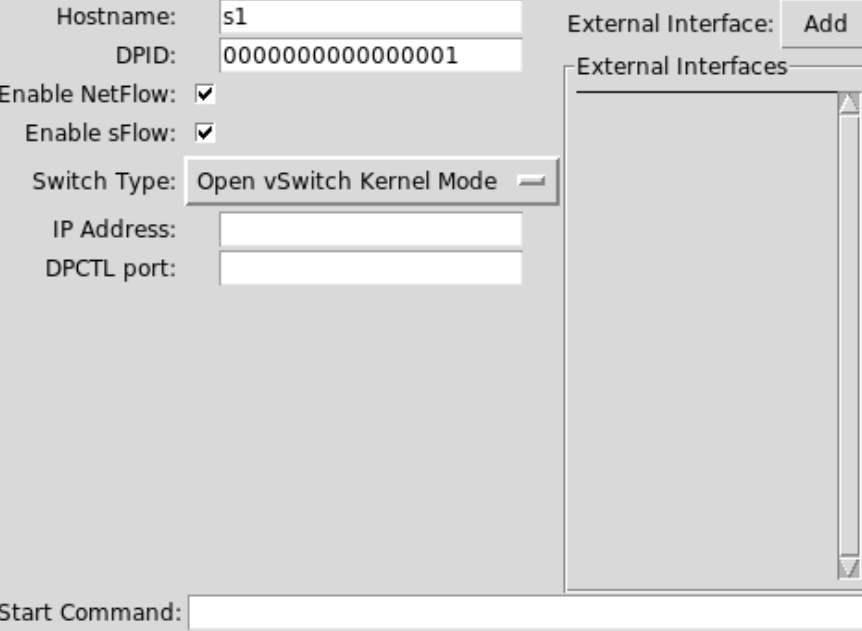 Hostname: s1
DPID: 0000000000000001
Enable NetFlow:
Enable sFlow:
Switch Type: Open vSwitch Kernel Mode
IP Address:
DPCTL port:
External Interface: Add
External Interfaces
Start Command: